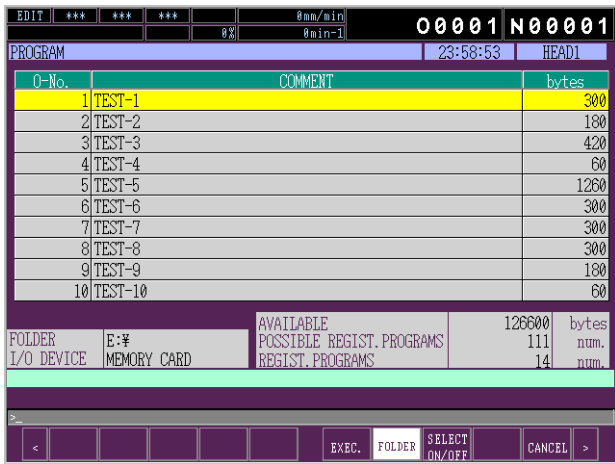 EDIT *** *** *** 0mm/min O0001 N00001
0% 0min-1
PROGRAM 23:58:53 HEAD1
O-No. COMMENT bytes
1 TEST-1 300
2 TEST-2 180
3 TEST-3 420
4 TEST-4 60
5 TEST-5 1260
6 TEST-6 300
7 TEST-7 300
8 TEST-8 300
9 TEST-9 180
10 TEST-10 60
AVAILABLE 126600 bytes
FOLDER E:¥ POSSIBLE REGIST.PROGRAMS 111 num.
I/O DEVICE MEMORY CARD REGIST.PROGRAMS 14 num.
>_
< EXEC. FOLDER SELECT ON/OFF CANCEL >